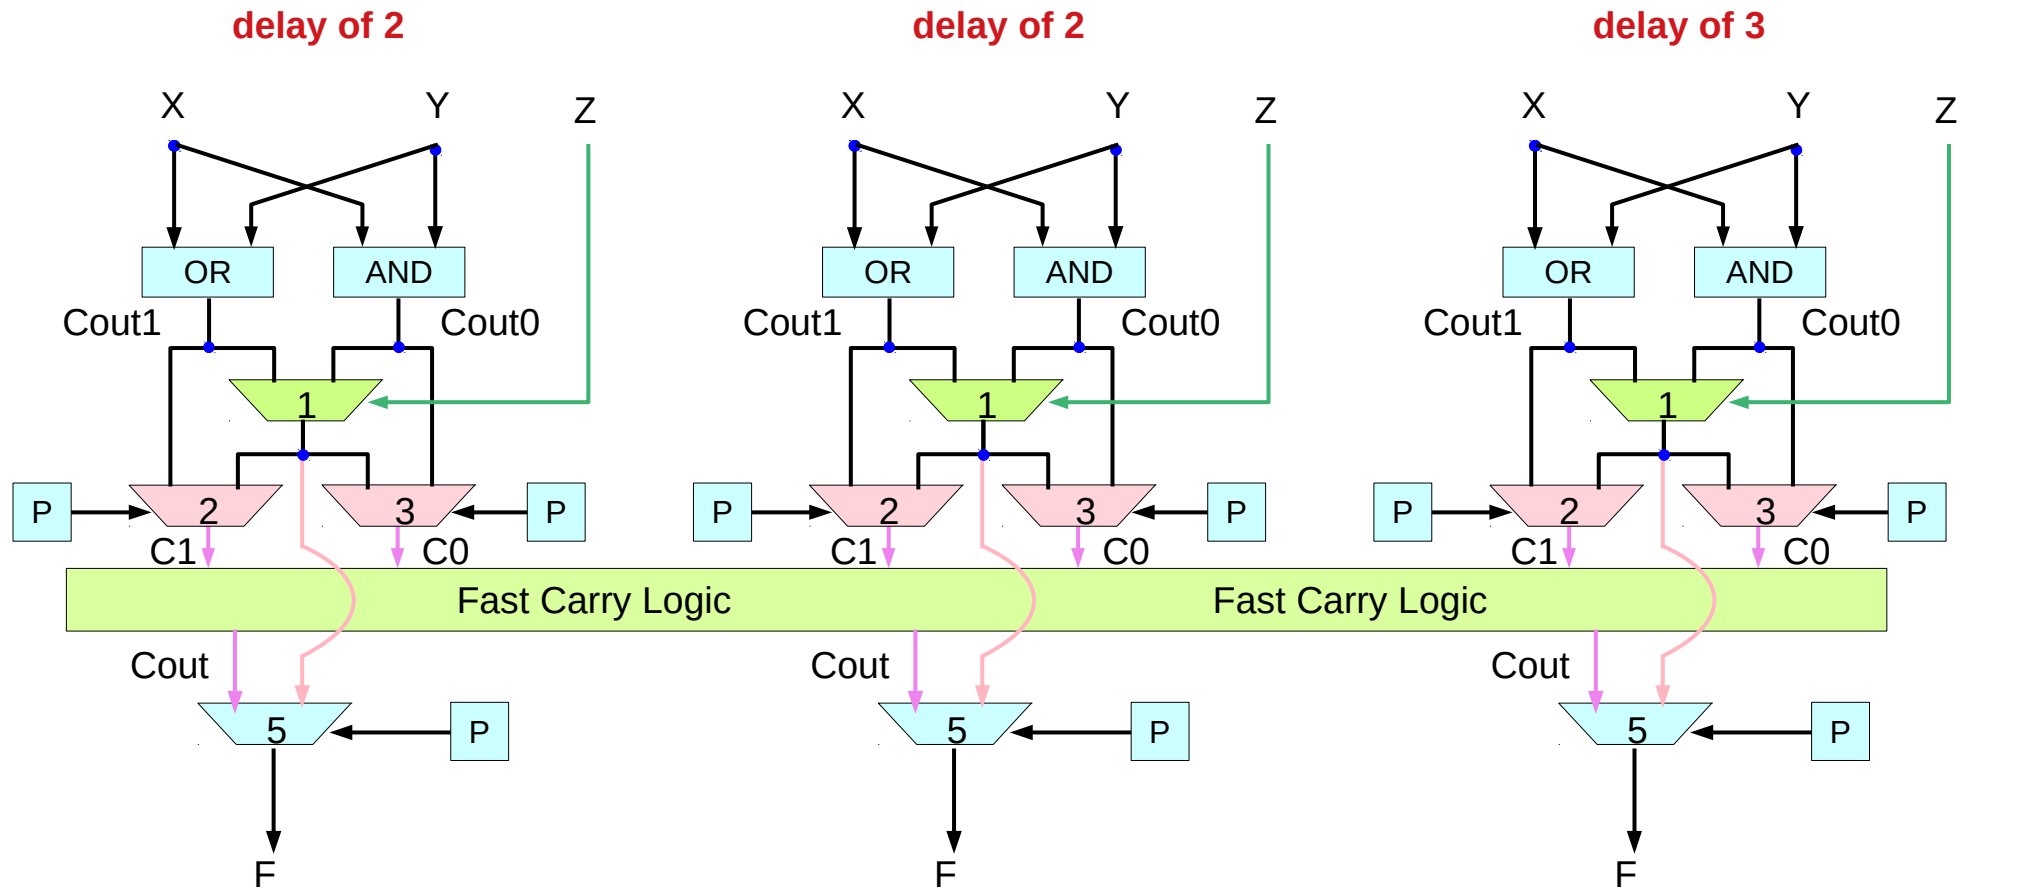 delay of 2 delay of 2 delay of 3
X Y Z X Y Z X Y Z
OR AND OR AND OR AND
Cout1 Cout0 Cout1 Cout0 Cout1 Cout0
1 1 1
P 2 3 P P 2 3 P P 2 3 P
C1 C0 C1 C0 C1 C0
Fast Carry Logic Fast Carry Logic
Cout Cout Cout
5 P 5 P 5 P
F F F